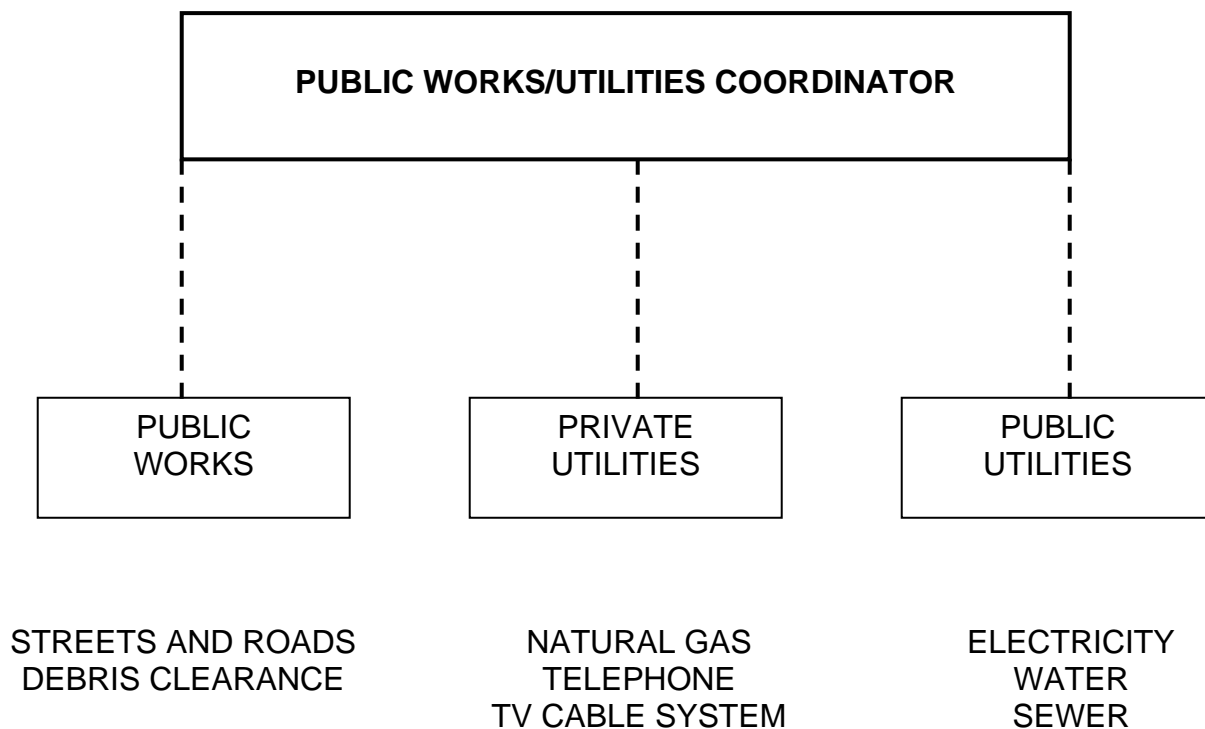 PUBLIC WORKS/UTILITIES COORDINATOR
PUBLIC
WORKS
PRIVATE
UTILITIES
PUBLIC
UTILITIES
STREETS AND ROADS
DEBRIS CLEARANCE
NATURAL GAS
TELEPHONE
TV CABLE SYSTEM
ELECTRICITY
WATER
SEWER